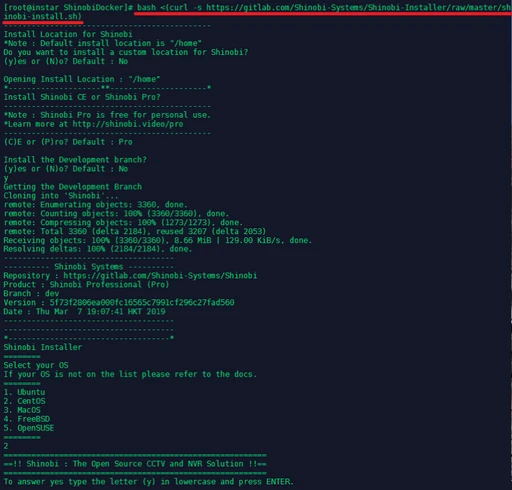 [root@instar ShinobiDocker]# bash <(curl -s https://gitlab.com/Shinobi-Systems/Shinobi-Installer/raw/master/sh
inobi-install.sh)
---------------------------------------------
Install Location for Shinobi
*Note : Default install location is "/home"
Do you want to install a custom location for Shinobi?
(y)es or (N)o? Default : No

Opening Install Location : "/home"
*--------------------**---------------------*
Install Shinobi CE or Shinobi Pro?
---------------------------------------------
*Note : Shinobi Pro is free for personal use.
*Learn more at http://shinobi.video/pro
---------------------------------------------
(C)E or (P)ro? Default : Pro

Install the Development branch?
(y)es or (N)o? Default : No
y
Getting the Development Branch
Cloning into 'Shinobi'...
remote: Enumerating objects: 3360, done.
remote: Counting objects: 100% (3360/3360), done.
remote: Compressing objects: 100% (1273/1273), done.
remote: Total 3360 (delta 2184), reused 3207 (delta 2053)
Receiving objects: 100% (3360/3360), 8.66 MiB | 129.00 KiB/s, done.
Resolving deltas: 100% (2184/2184), done.
-------------------------------------
---------- Shinobi Systems ----------
Repository : https://gitlab.com/Shinobi-Systems/Shinobi
Product : Shinobi Professional (Pro)
Branch : dev
Version : 5f73f2806ea000fc16565c7991cf296c27fad560
Date : Thu Mar  7 19:07:41 HKT 2019
-------------------------------------
-------------------------------------
*-----------------------------------*
Shinobi Installer
========
Select your OS
If your OS is not on the list please refer to the docs.
========
1. Ubuntu
2. CentOS
3. MacOS
4. FreeBSD
5. OpenSUSE
========
2
=========================================================
==!! Shinobi : The Open Source CCTV and NVR Solution !!==
=========================================================
To answer yes type the letter (y) in lowercase and press ENTER.